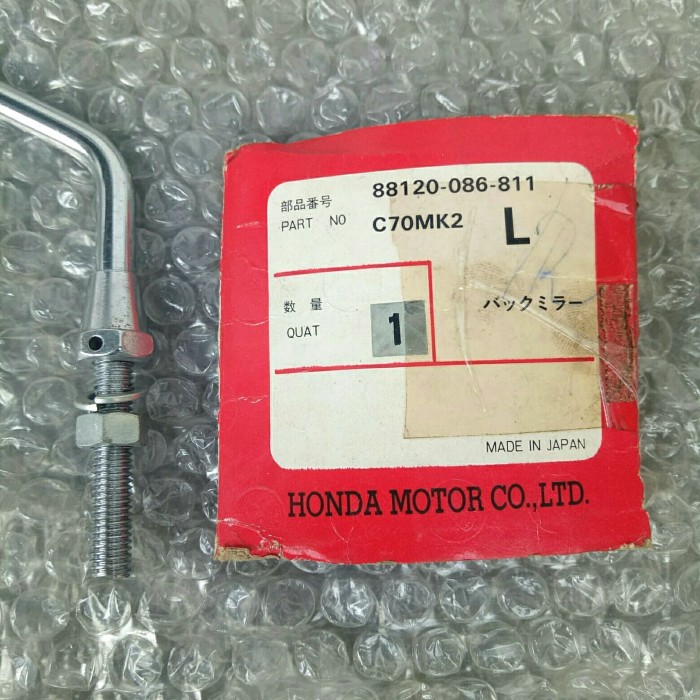 部品番号 88120-086-811
PART NO C70MK2 L
数量
QUAT 1
バックミラー
MADE IN JAPAN
HONDA MOTOR CO.,LTD.